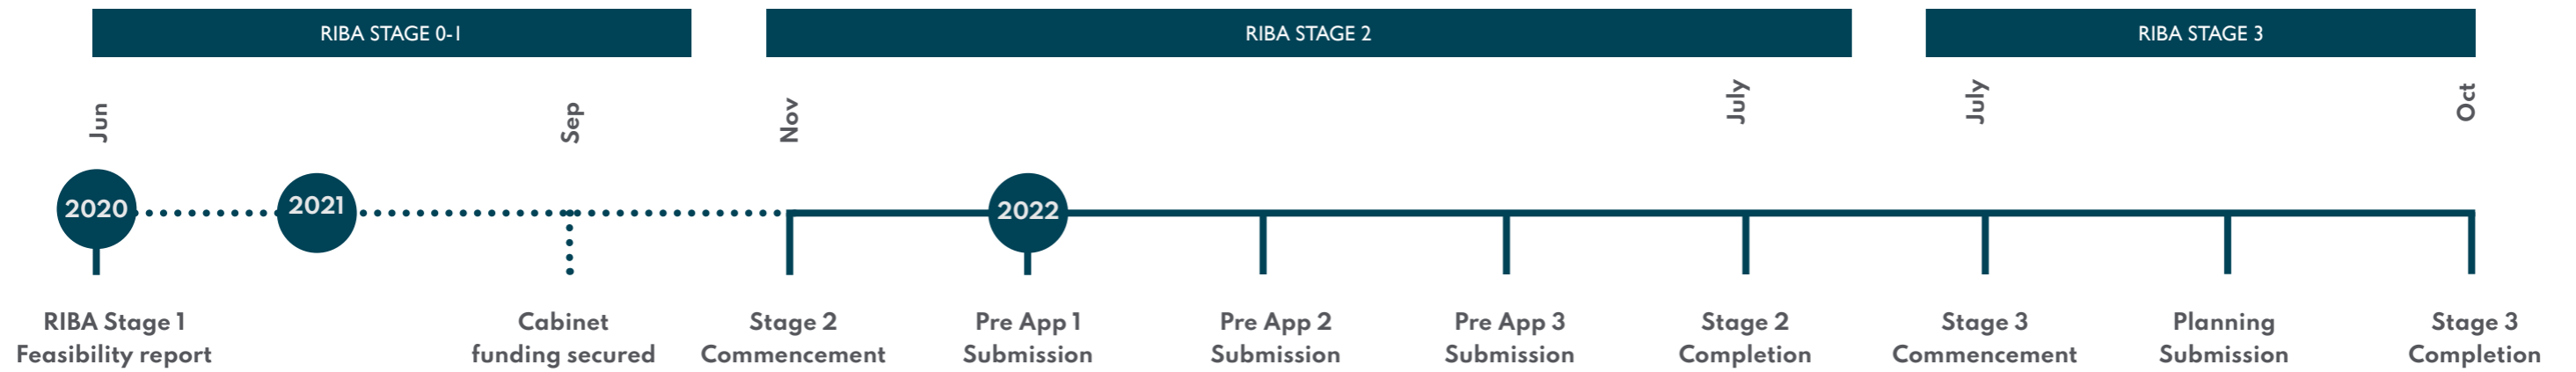 RIBA STAGE 0-1
RIBA STAGE 2
RIBA STAGE 3
Jun
Sep
Nov
July
July
Oct
2020
2021
2022
RIBA Stage 1
Feasibility report
Cabinet
funding secured
Stage 2
Commencement
Pre App 1
Submission
Pre App 2
Submission
Pre App 3
Submission
Stage 2
Completion
Stage 3
Commencement
Planning
Submission
Stage 3
Completion